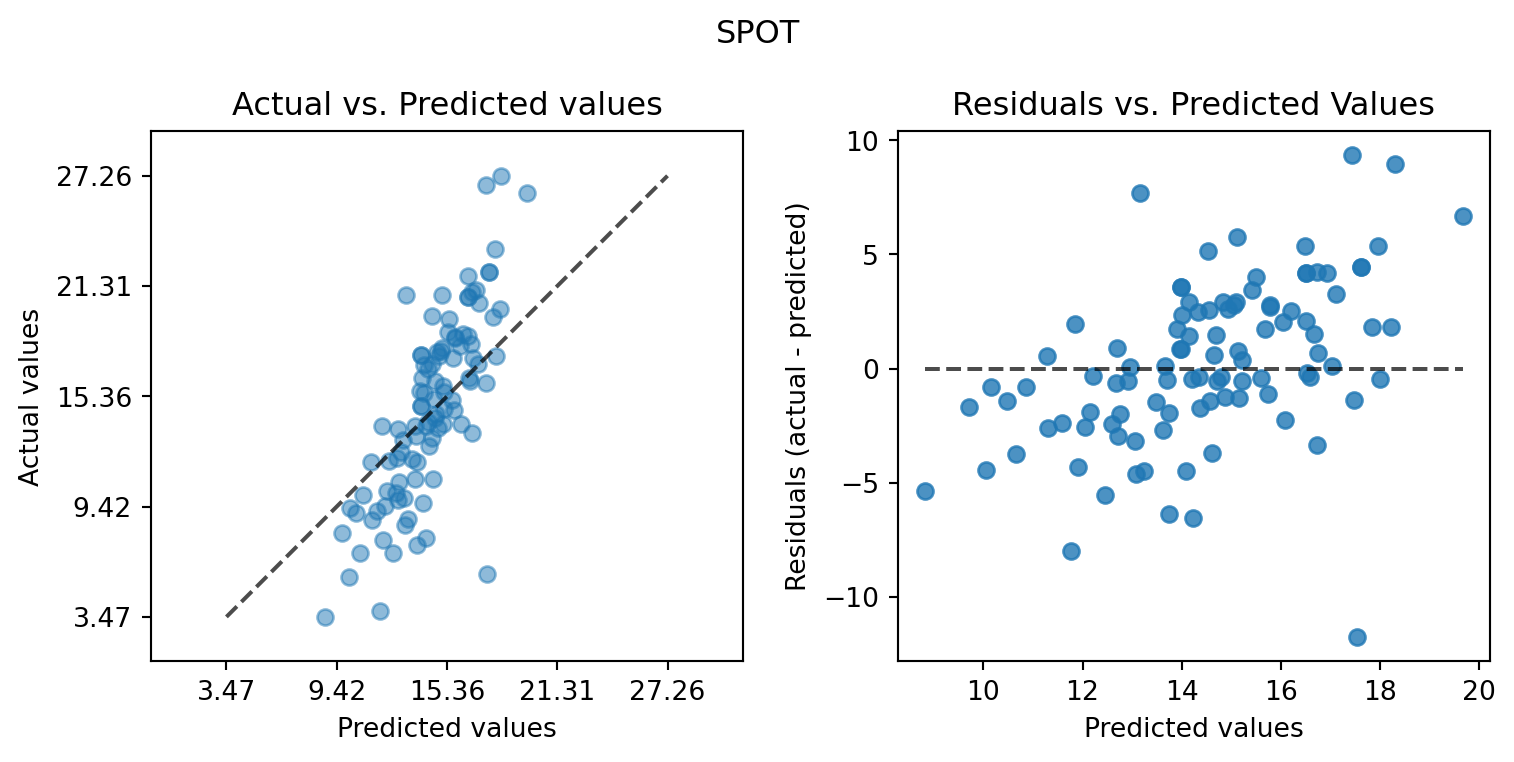 SPOT
Actual vs. Predicted values
27.26
21.31
15.36
9.42
3.47
Actual values
3.47 9.42 15.36 21.31 27.26
Predicted values
Residuals vs. Predicted Values
10
5
0
−5
−10
Residuals (actual - predicted)
10 12 14 16 18 20
Predicted values